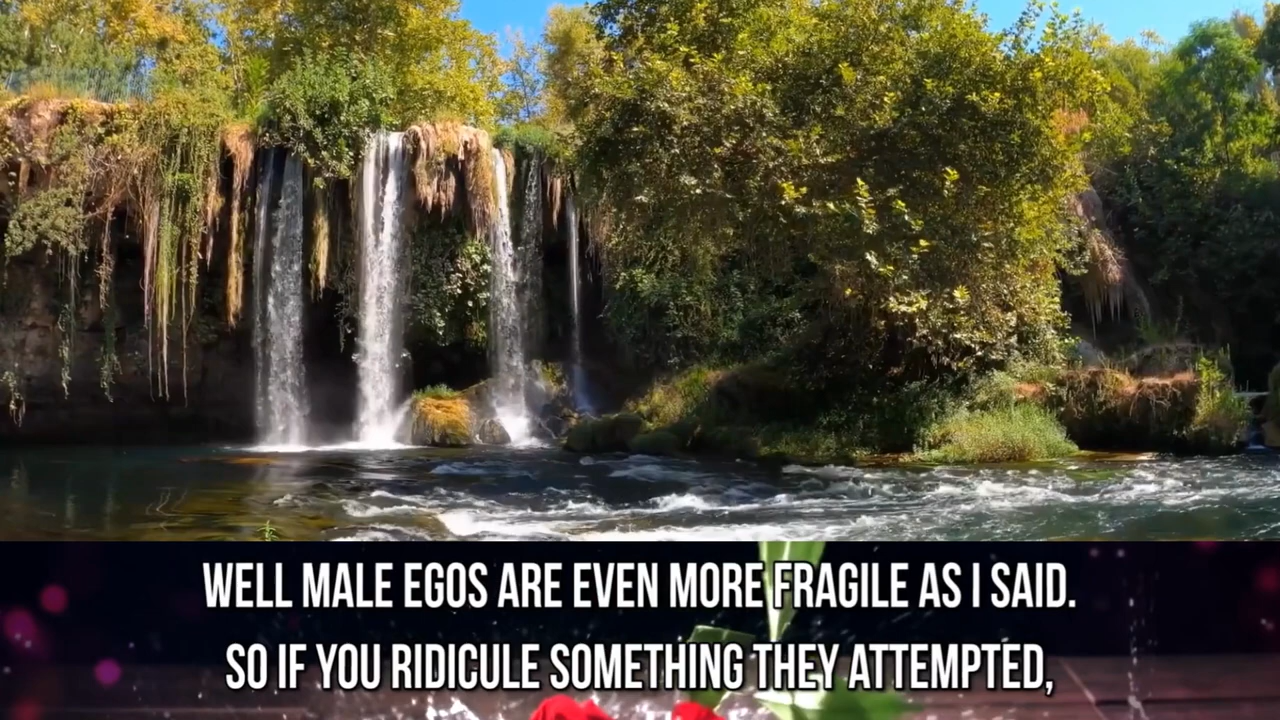 WELL MALE EGOS ARE EVEN MORE FRAGILE AS I SAID.
SO IF YOU RIDICULE SOMETHING THEY ATTEMPTED,